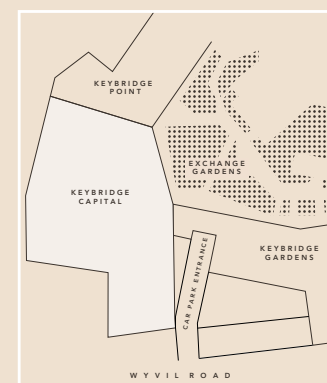 KEYBRIDGE
POINT
EXCHANGE
GARDENS
KEYBRIDGE
CAPITAL
KEYBRIDGE
GARDENS
CAR PARK ENTRANCE
WYVIL ROAD